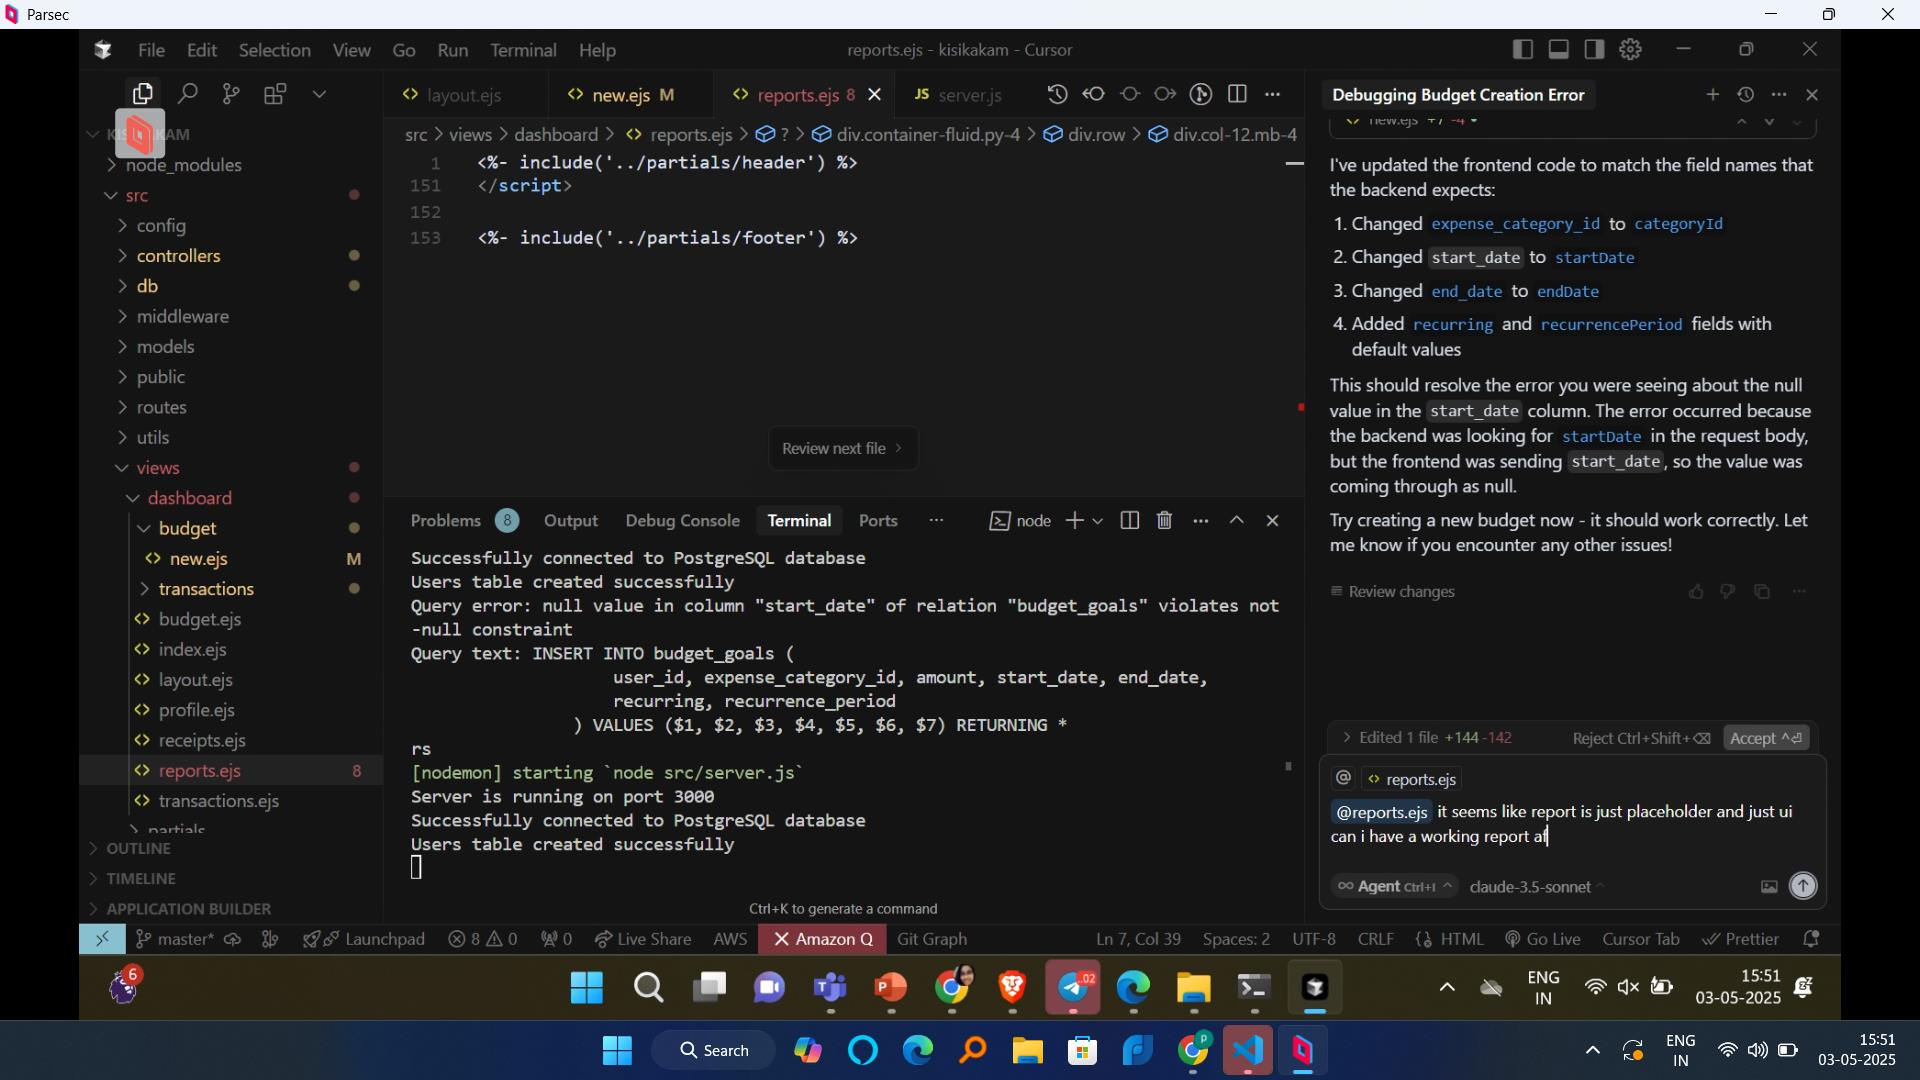 Parsec
File Edit Selection View Go Run Terminal Help
reports.ejs - kisikakam - Cursor
layout.ejs
new.ejs M
reports.ejs 8
JS server.js
src > views > dashboard > <> reports.ejs > ? > div.container-fluid.py-4 > div.row > div.col-12.mb-4
1 <%- include('../partials/header') %>
151 </script>
152
153 <%- include('../partials/footer') %>
Review next file >
node_modules
src
config
controllers
db
middleware
models
public
routes
utils
views
dashboard
budget
new.ejs M
transactions
budget.ejs
index.ejs
layout.ejs
profile.ejs
receipts.ejs
reports.ejs 8
transactions.ejs
partials
OUTLINE
TIMELINE
APPLICATION BUILDER
Problems 8 Output Debug Console Terminal Ports
node
Successfully connected to PostgreSQL database
Users table created successfully
Query error: null value in column "start_date" of relation "budget_goals" violates not
-null constraint
Query text: INSERT INTO budget_goals (
user_id, expense_category_id, amount, start_date, end_date,
recurring, recurrence_period
) VALUES ($1, $2, $3, $4, $5, $6, $7) RETURNING *
rs
[nodemon] starting `node src/server.js`
Server is running on port 3000
Successfully connected to PostgreSQL database
Users table created successfully
Ctrl+K to generate a command
Debugging Budget Creation Error
new.ejs +7 -4
I've updated the frontend code to match the field names that
the backend expects:
1. Changed expense_category_id to categoryId
2. Changed start_date to startDate
3. Changed end_date to endDate
4. Added recurring and recurrencePeriod fields with
default values
This should resolve the error you were seeing about the null
value in the start_date column. The error occurred because
the backend was looking for startDate in the request body,
but the frontend was sending start_date, so the value was
coming through as null.
Try creating a new budget now - it should work correctly. Let
me know if you encounter any other issues!
Review changes
> Edited 1 file +144 -142 Reject Ctrl+Shift+⌫ Accept ^⏎
@ <> reports.ejs
@reports.ejs it seems like report is just placeholder and just ui
can i have a working report af
∞ Agent Ctrl+I ^ claude-3.5-sonnet
master* Launchpad 8 0 0 Live Share AWS Amazon Q Git Graph
Ln 7, Col 39 Spaces: 2 UTF-8 CRLF HTML Go Live Cursor Tab Prettier
6
.02
ENG
IN
15:51
03-05-2025
Search
P
ENG
IN
15:51
03-05-2025